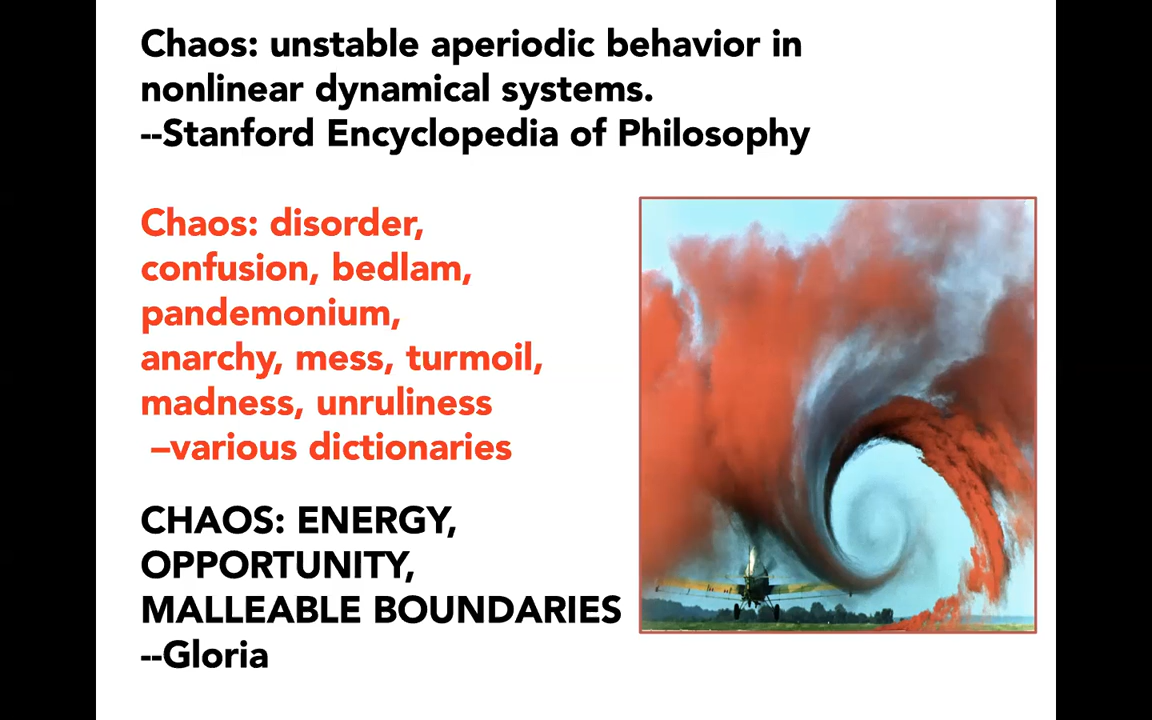 Chaos: unstable aperiodic behavior in
nonlinear dynamical systems.
--Stanford Encyclopedia of Philosophy
Chaos: disorder,
confusion, bedlam,
pandemonium,
anarchy, mess, turmoil,
madness, unruliness
–various dictionaries
CHAOS: ENERGY,
OPPORTUNITY,
MALLEABLE BOUNDARIES
--Gloria